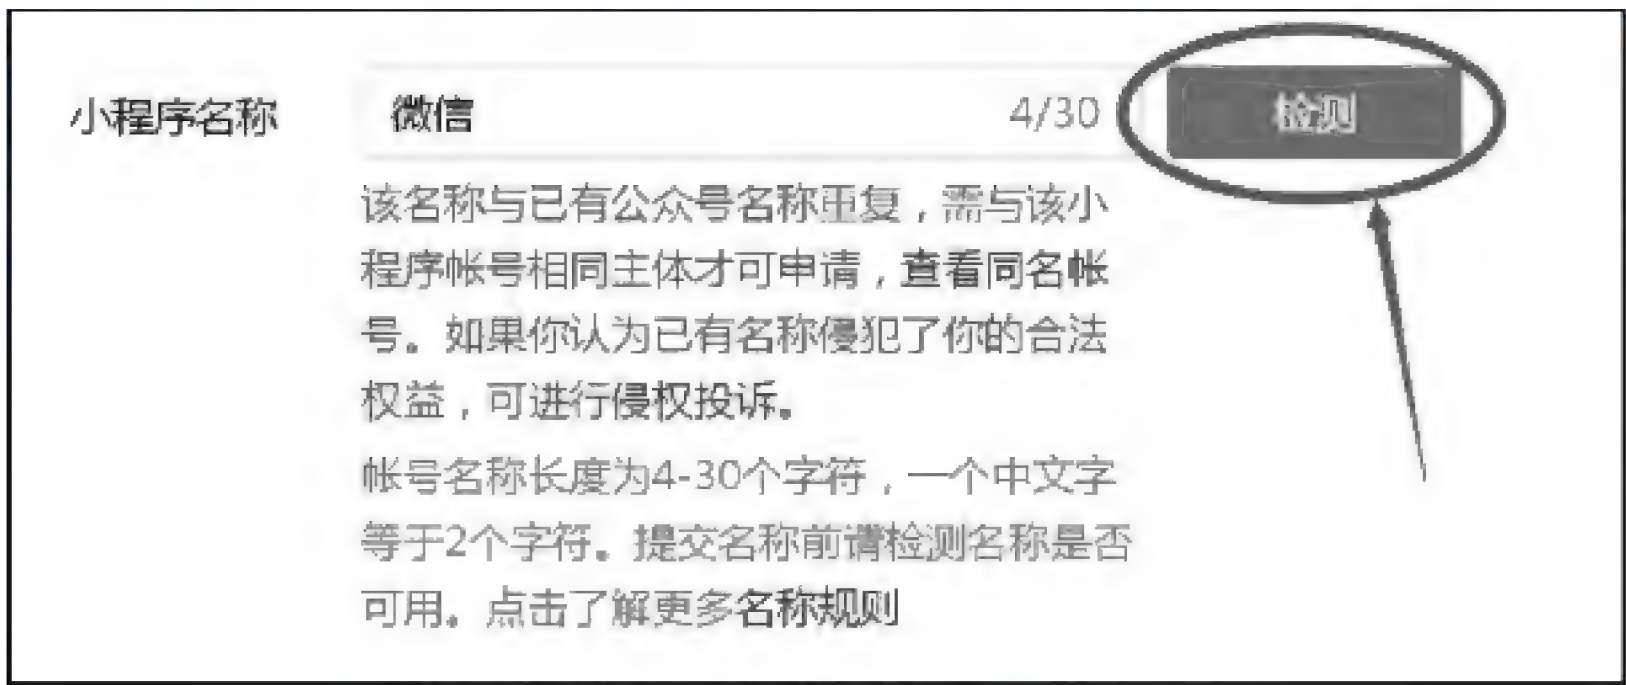 小程序名称 微信 4/30 检测
该名称与已有公众号名称重复，需与该小
程序帐号相同主体才可申请，查看同名帐
号。如果你认为已有名称侵犯了你的合法
权益，可进行侵权投诉。
帐号名称长度为4-30个字符，一个中文字
等于2个字符。提交名称前请检测名称是否
可用。点击了解更多名称规则